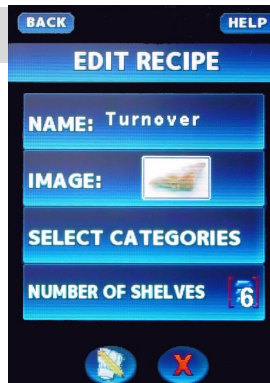 BACK HELP
EDIT RECIPE
NAME: Turnover
IMAGE:
SELECT CATEGORIES
NUMBER OF SHELVES 6
X